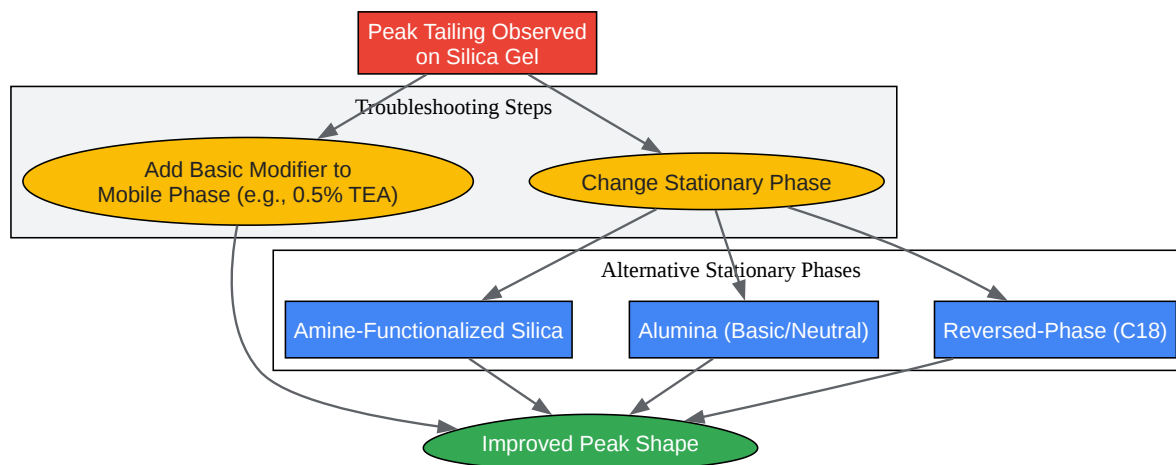 Peak Tailing Observed
on Silica Gel
Troubleshooting Steps
Add Basic Modifier to
Mobile Phase (e.g., 0.5% TEA)
Change Stationary Phase
Alternative Stationary Phases
Amine-Functionalized Silica
Alumina (Basic/Neutral)
Reversed-Phase (C18)
Improved Peak Shape